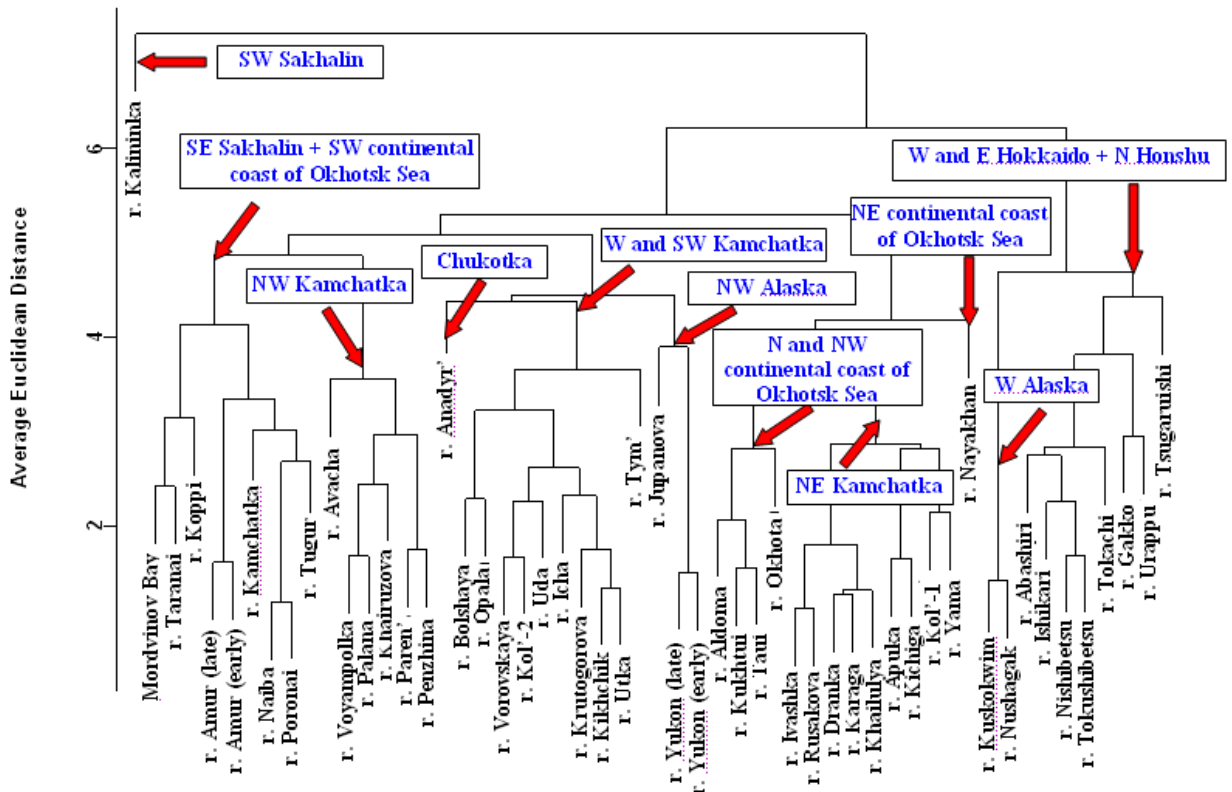 SW Sakhalin
r. Kalininka
6
SE Sakhalin + SW continental
coast of Okhotsk Sea
W and E Hokkaido + N Honshu
NE continental coast
of Okhotsk Sea
W and SW Kamchatka
Chukotka
NW Kamchatka
NW Alaska
Average Euclidean Distance
4
N and NW
continental coast of
Okhotsk Sea
W Alaska
NE Kamchatka
2
Mordvinov Bay
r. Taranai
r. Koppi
r. Amur (late)
r. Amur (early)
r. Kamchatka
r. Naiba
r. Poronai
r. Tugur
r. Avacha
r. Voyampolka
r. Palana
r. Khairuzova
r. Paren'
r. Penzhina
r. Anadyr'
r. Bolshaya
r. Opala
r. Vorovskaya
r. Kol'-2
r. Uda
r. Icha
r. Krutogorova
r. Kikhchik
r. Utka
r. Tym'
r. Jupanova
r. Yukon (late)
r. Yukon (early)
r. Aldoma
r. Kukhtui
r. Taui
r. Okhota
r. Ivashka
r. Rusakova
r. Dranka
r. Karaga
r. Khailulya
r. Apuka
r. Kichiga
r. Kol'-1
r. Yama
r. Nayakhan
r. Kuskokwim
r. Nushagak
r. Abashiri
r. Ishikari
r. Nishibetsu
r. Tokushibetsu
r. Tokachi
r. Gakko
r. Urappu
r. Tsugaruishi